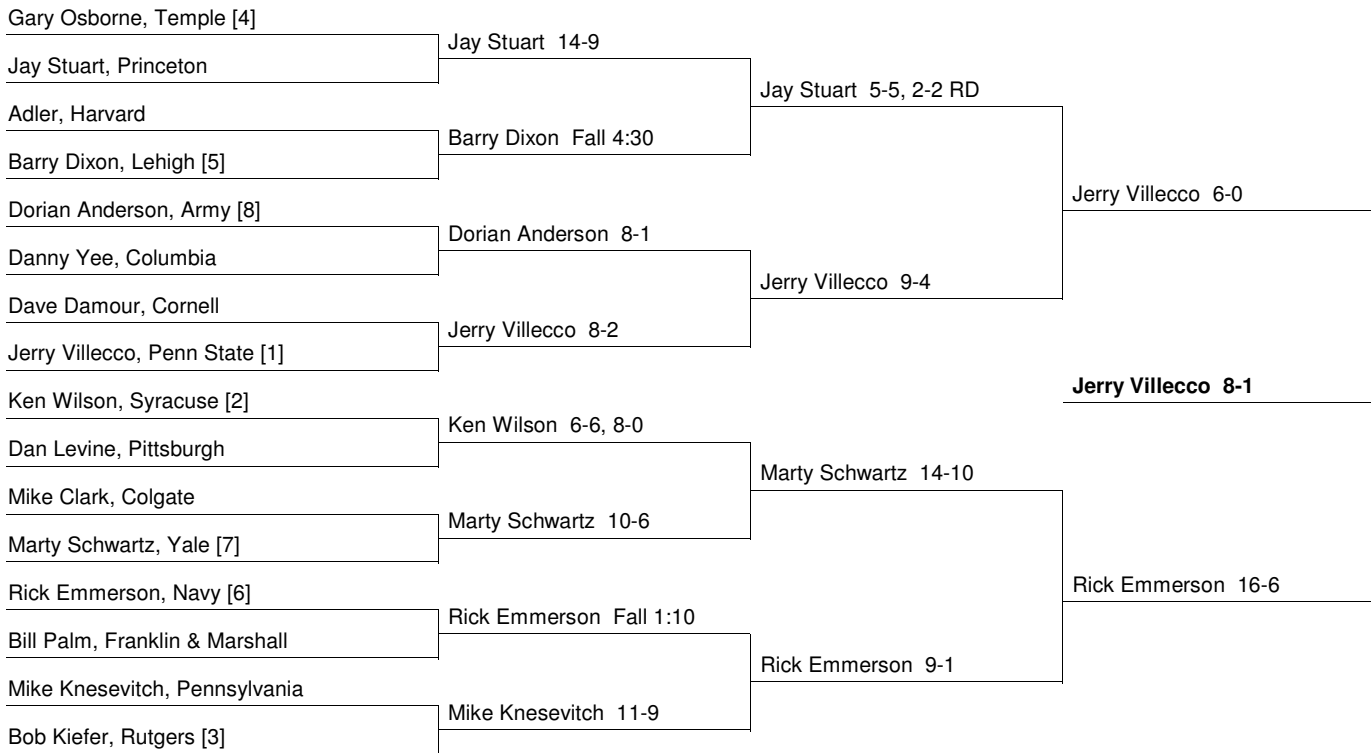 Gary Osborne, Temple [4]
Jay Stuart 14-9
Jay Stuart, Princeton
Jay Stuart 5-5, 2-2 RD
Adler, Harvard
Barry Dixon Fall 4:30
Barry Dixon, Lehigh [5]
Jerry Villecco 6-0
Dorian Anderson, Army [8]
Dorian Anderson 8-1
Danny Yee, Columbia
Jerry Villecco 9-4
Dave Damour, Cornell
Jerry Villecco 8-2
Jerry Villecco, Penn State [1]
Jerry Villecco 8-1
Ken Wilson, Syracuse [2]
Ken Wilson 6-6, 8-0
Dan Levine, Pittsburgh
Marty Schwartz 14-10
Mike Clark, Colgate
Marty Schwartz 10-6
Marty Schwartz, Yale [7]
Rick Emmerson 16-6
Rick Emmerson, Navy [6]
Rick Emmerson Fall 1:10
Bill Palm, Franklin & Marshall
Rick Emmerson 9-1
Mike Knesevitch, Pennsylvania
Mike Knesevitch 11-9
Bob Kiefer, Rutgers [3]